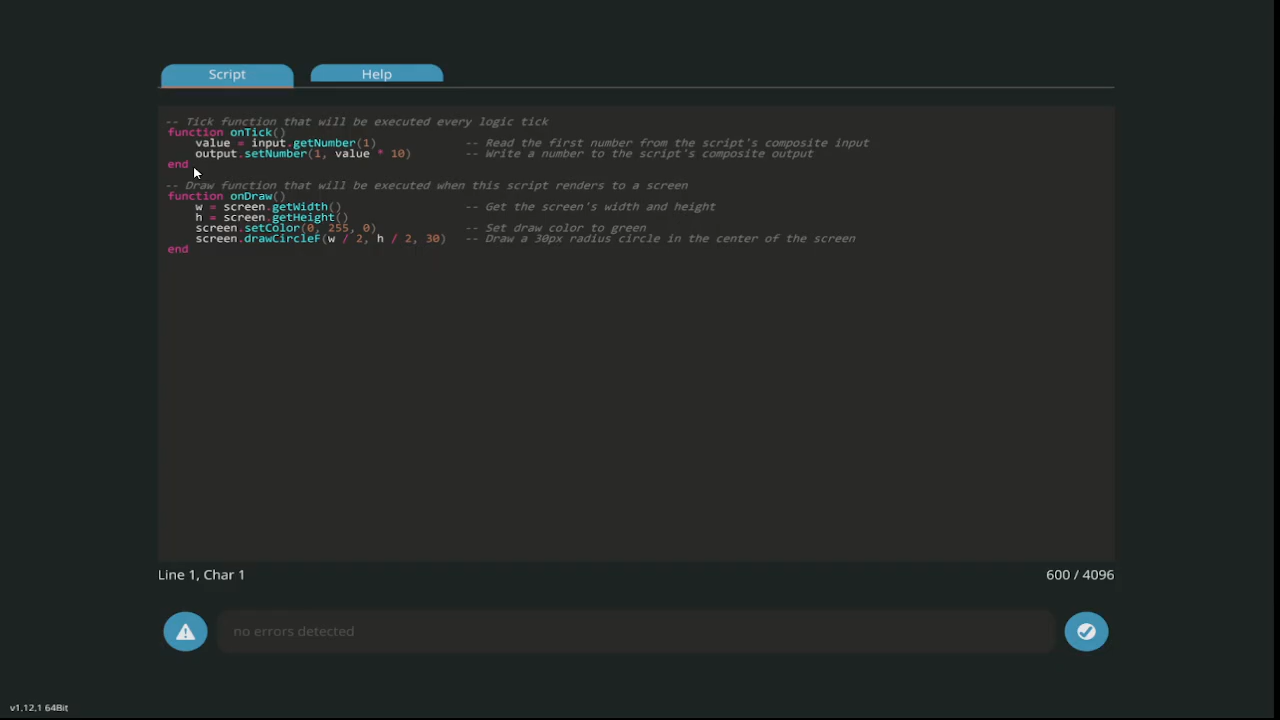 Script Help
-- Tick function that will be executed every logic tick
function onTick()
value = input.getNumber(1) -- Read the first number from the script's composite input
output.setNumber(1, value * 10) -- Write a number to the script's composite output
end
-- Draw function that will be executed when this script renders to a screen
function onDraw()
w = screen.getWidth() -- Get the screen's width and height
h = screen.getHeight()
screen.setColor(0, 255, 0) -- Set draw color to green
screen.drawCircleF(w / 2, h / 2, 30) -- Draw a 30px radius circle in the center of the screen
end
Line 1, Char 1 600 / 4096
no errors detected
v1.12.1 64Bit